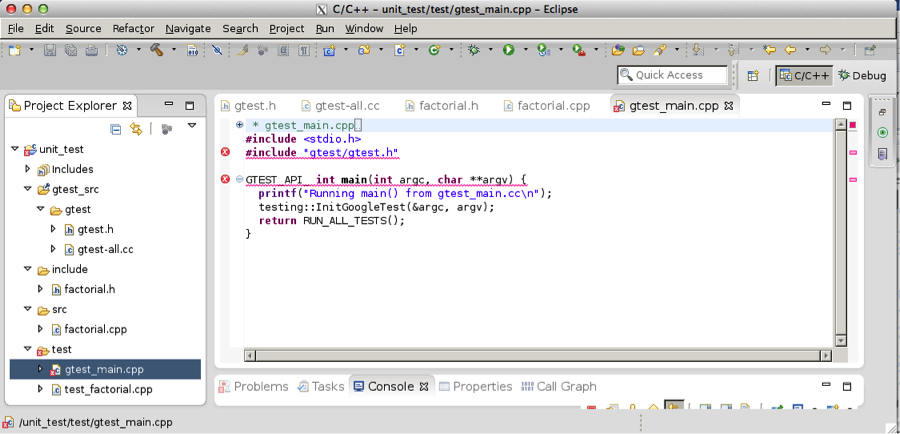 C/C++ - unit_test/test/gtest_main.cpp - Eclipse
File Edit Source Refactor Navigate Search Project Run Window Help
Quick Access
C/C++
Debug
Project Explorer
unit_test
Includes
gtest_src
gtest
gtest.h
gtest-all.cc
include
factorial.h
src
factorial.cpp
test
gtest_main.cpp
test_factorial.cpp
gtest.h gtest-all.cc factorial.h factorial.cpp gtest_main.cpp
* gtest_main.cpp
#include <stdio.h>
#include "gtest/gtest.h"
GTEST_API_ int main(int argc, char **argv) {
printf("Running main() from gtest_main.cc\n");
testing::InitGoogleTest(&argc, argv);
return RUN_ALL_TESTS();
}
Problems Tasks Console Properties Call Graph
/unit_test/test/gtest_main.cpp